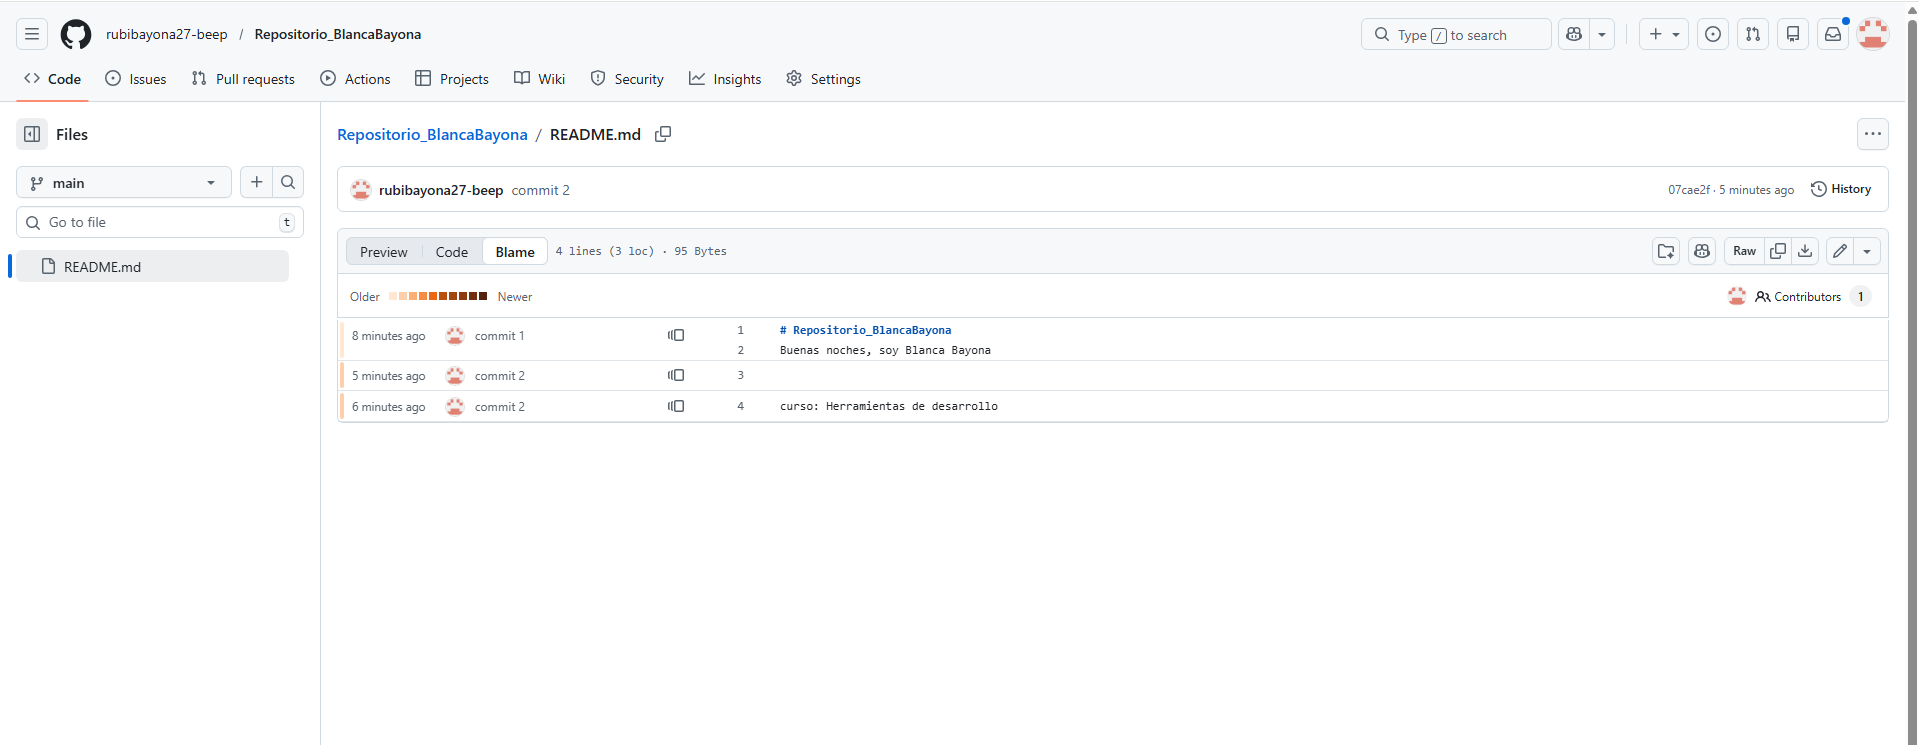 rubibayona27-beep / Repositorio_BlancaBayona
Type / to search
Code Issues Pull requests Actions Projects Wiki Security Insights Settings
Files
main
Go to file t
README.md
Repositorio_BlancaBayona / README.md
rubibayona27-beep commit 2 07cae2f · 5 minutes ago History
Preview Code Blame 4 lines (3 loc) · 95 Bytes Raw
Older Newer Contributors 1
8 minutes ago commit 1 1 # Repositorio_BlancaBayona
2 Buenas noches, soy Blanca Bayona
5 minutes ago commit 2 3
6 minutes ago commit 2 4 curso: Herramientas de desarrollo